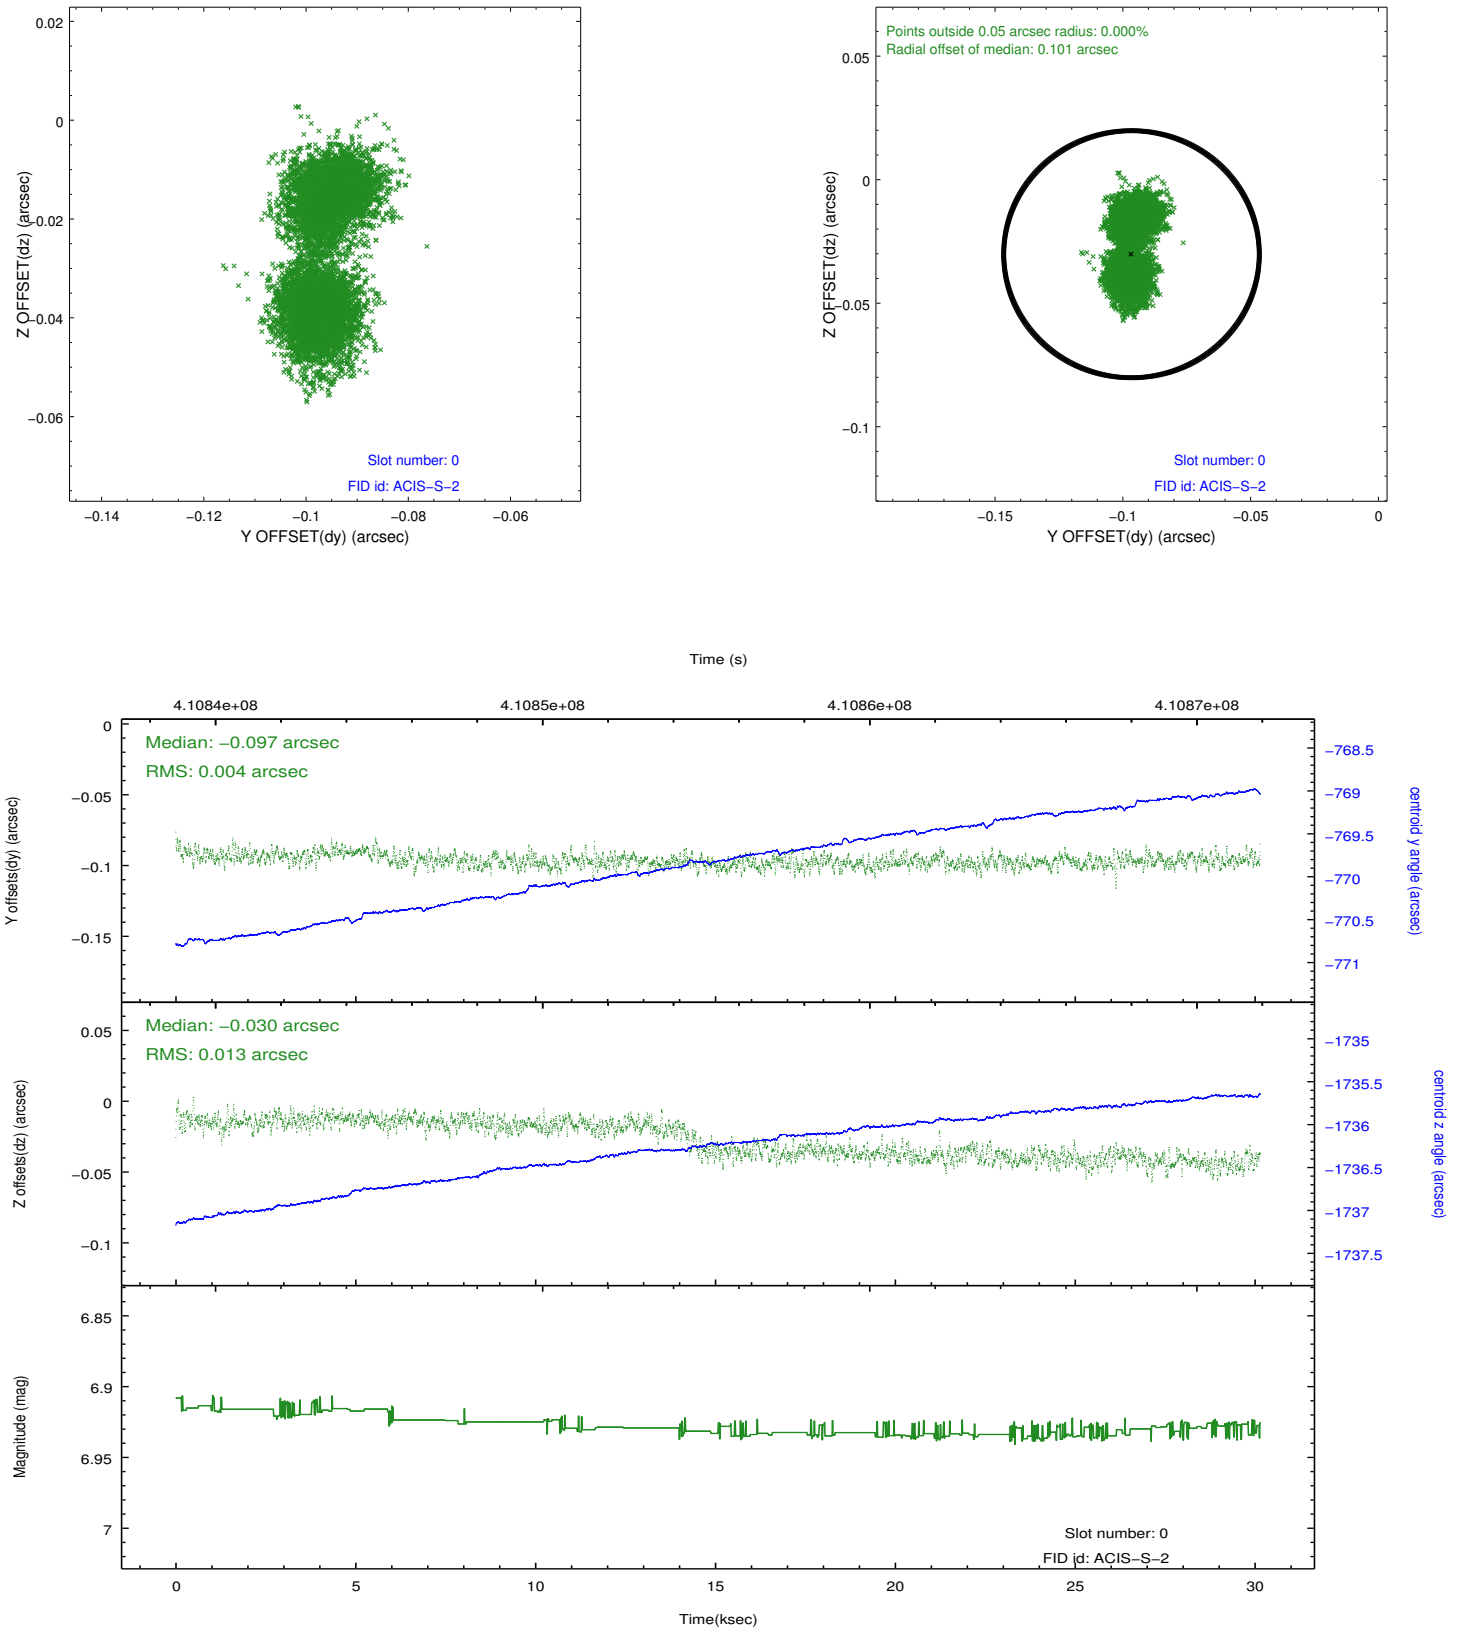 0.02
0
−0.02
−0.04
−0.06
Z OFFSET(dz) (arcsec)
Slot number: 0
FID id: ACIS−S−2
−0.14
−0.12
−0.1
−0.08
−0.06
Y OFFSET(dy) (arcsec)
Points outside 0.05 arcsec radius: 0.000%
Radial offset of median: 0.101 arcsec
0.05
0
−0.05
−0.1
Z OFFSET(dz) (arcsec)
Slot number: 0
FID id: ACIS−S−2
−0.15
−0.1
−0.05
0
Y OFFSET(dy) (arcsec)
Time (s)
4.1084e+08
4.1085e+08
4.1086e+08
4.1087e+08
Median: −0.097 arcsec
RMS: 0.004 arcsec
0
−0.05
−0.1
−0.15
Y offsets(dy) (arcsec)
−768.5
−769
−769.5
−770
−770.5
−771
centroid y angle (arcsec)
Median: −0.030 arcsec
RMS: 0.013 arcsec
0.05
0
−0.05
−0.1
Z offsets(dz) (arcsec)
−1735
−1735.5
−1736
−1736.5
−1737
−1737.5
centroid z angle (arcsec)
6.85
6.9
6.95
7
Magnitude (mag)
Slot number: 0
FID id: ACIS−S−2
0
5
10
15
20
25
30
Time(ksec)